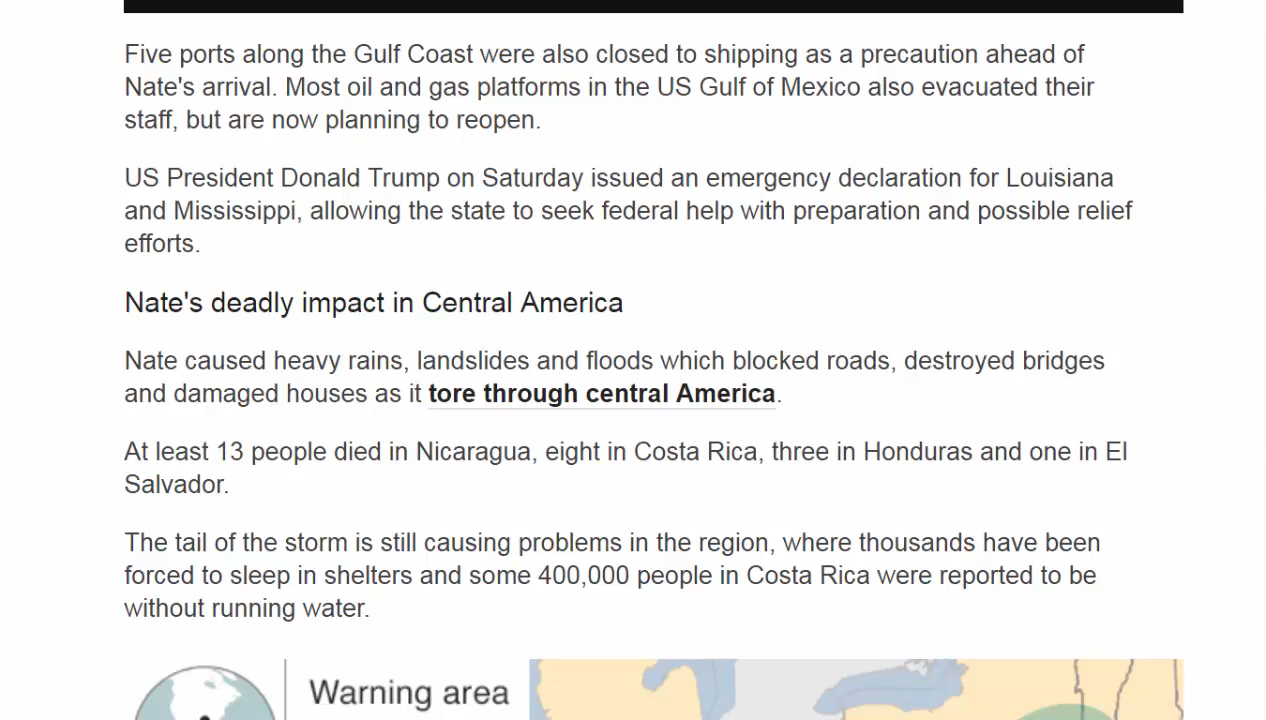 Five ports along the Gulf Coast were also closed to shipping as a precaution ahead of
Nate's arrival. Most oil and gas platforms in the US Gulf of Mexico also evacuated their
staff, but are now planning to reopen.
US President Donald Trump on Saturday issued an emergency declaration for Louisiana
and Mississippi, allowing the state to seek federal help with preparation and possible relief
efforts.
Nate's deadly impact in Central America
Nate caused heavy rains, landslides and floods which blocked roads, destroyed bridges
and damaged houses as it tore through central America.
At least 13 people died in Nicaragua, eight in Costa Rica, three in Honduras and one in El
Salvador.
The tail of the storm is still causing problems in the region, where thousands have been
forced to sleep in shelters and some 400,000 people in Costa Rica were reported to be
without running water.
Warning area